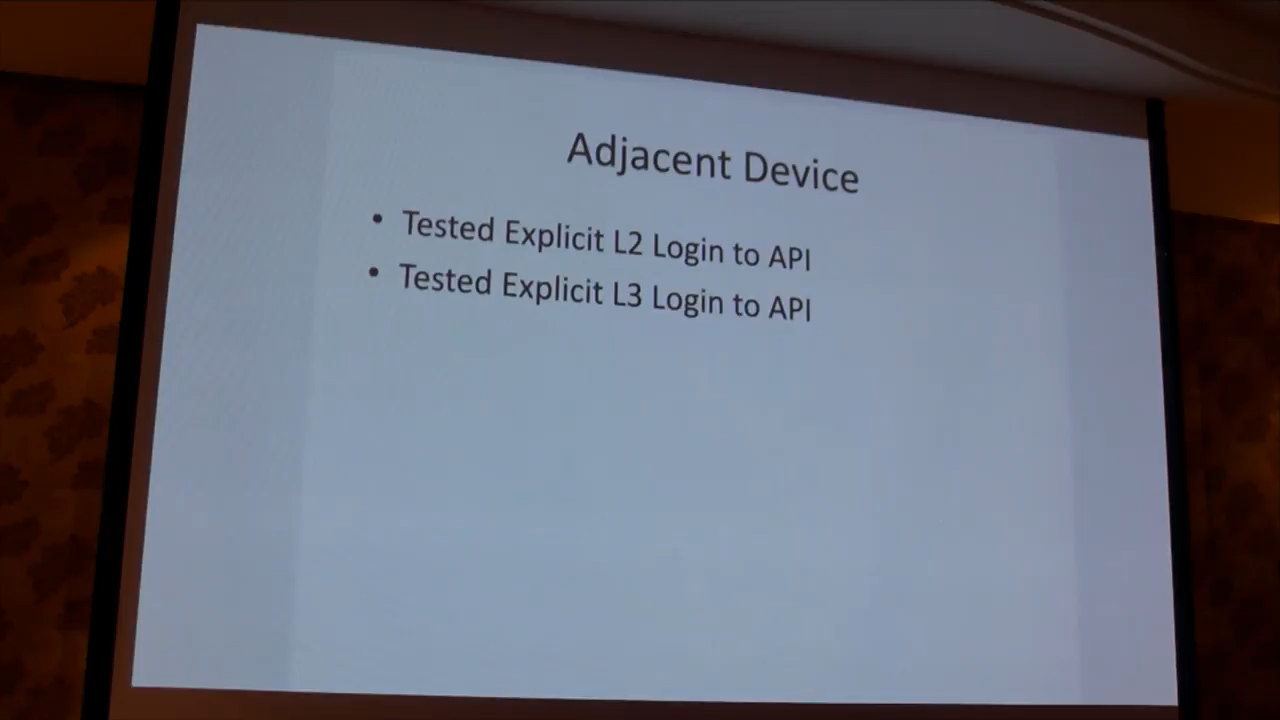 Adjacent Device
• Tested Explicit L2 Login to API
• Tested Explicit L3 Login to API